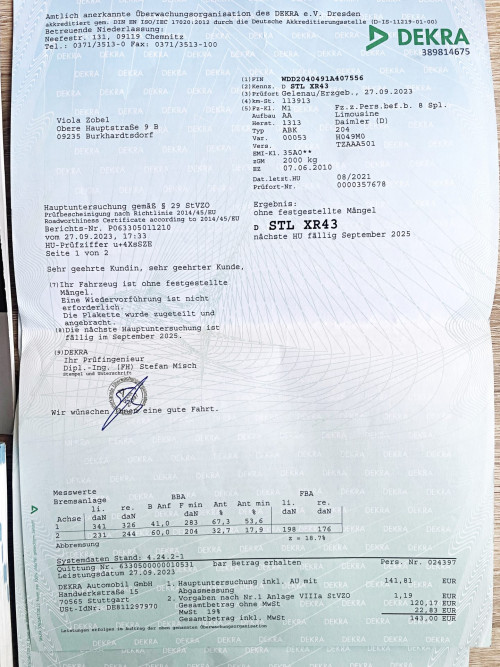 Amtlich anerkannte Überwachungsorganisation des DEKRA e.V. Dresden
akkreditiert gem. DIN EN ISO/IEC 17020:2012 durch die Deutsche Akkreditierungsstelle (D-IS-11219-01-00)
Betreuende Niederlassung:
Neefestr. 131, 09119 Chemnitz
Tel.: 0371/3513-0 Fax: 0371/3513-100
DEKRA
389814675
(1)FIN WDD2040491A407556
(2)Kennz. D STL XR43
(3)Prüfort Gelenau/Erzgeb., 27.09.2023
(4)km-St. 113913
(5)Fz-Kl. M1 Fz.z.Pers.bef.b. 8 Spl.
Aufbau AA Limousine
Herst. 1313 Daimler (D)
Typ ABK 204
Var. 00053 H049M0
Vers. TZAAA501
EMI-Kl. 35A0**
zGM 2000 kg
EZ 07.06.2010
Dat.letzt.HU 08/2021
Prüfort-Nr. 0000357678
Viola Zobel
Obere Hauptstraße 9 B
09235 Burkhardtsdorf
Hauptuntersuchung gemäß § 29 StVZO
Prüfbescheinigung nach Richtlinie 2014/45/EU
Roadworthiness Certificate according to 2014/45/EU
Berichts-Nr. P063305011210
vom 27.09.2023, 17:33
HU-Prüfziffer u+4XsSZE
Seite 1 von 2
Ergebnis:
ohne festgestellte Mängel
D STL XR43
nächste HU fällig September 2025
Sehr geehrte Kundin, sehr geehrter Kunde,
(7)Ihr Fahrzeug ist ohne festgestellte
Mängel.
Eine Wiedervorführung ist nicht
erforderlich.
Die Plakette wurde zugeteilt und
angebracht.
(8)Die nächste Hauptuntersuchung ist
fällig im September 2025.
(9)DEKRA
Ihr Prüfingenieur
Dipl.-Ing. (FH) Stefan Misch
Stempel und Unterschrift
Wir wünschen Ihnen eine gute Fahrt.
Messwerte
Bremsanlage BBA FBA
li. re. B Anf F min Ant Ant min li. re.
Achse daN daN daN % % daN daN
1 341 326 41,0 283 67,3 53,6
2 231 244 60,0 204 32,7 17,9 198 176
Abbremsung z = 18.7%
Systemdaten Stand: 4.24.2-1
Quittung Nr. 6330500000010531 bar Betrag erhalten Pers. Nr. 024397
Leistungsdatum 27.09.2023
DEKRA Automobil GmbH 1. Hauptuntersuchung inkl. AU mit 141,81 EUR
Handwerkstraße 15 Abgasmessung
70565 Stuttgart 2. Vorgaben nach Nr.1 Anlage VIIIa StVZO 1,19 EUR
USt-IdNr. DE811297970 Gesamtbetrag ohne MwSt 120,17 EUR
MwSt 19% 22,83 EUR
Gesamtbetrag inkl. MwSt 143,00 EUR
Leistungen erfolgen im Auftrag der oben genannten Überwachungsorganisation